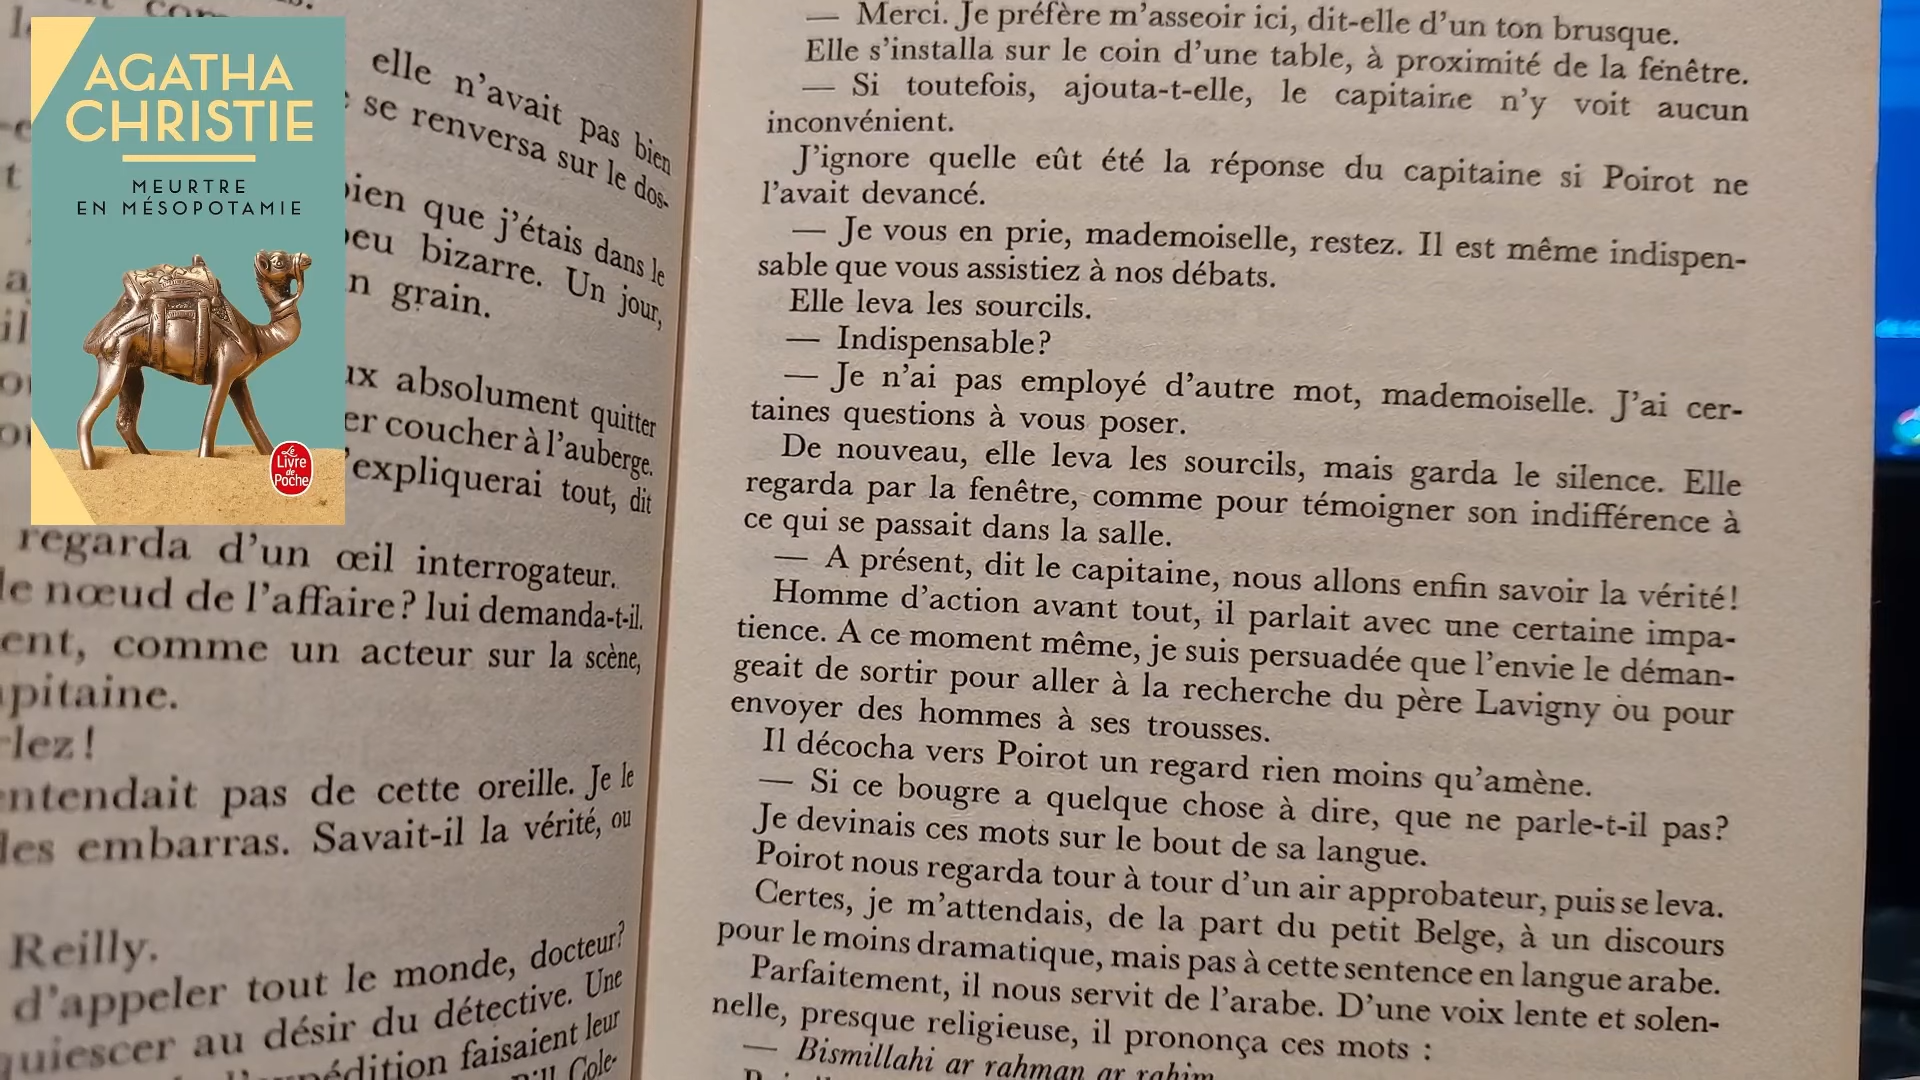 AGATHA
CHRISTIE
MEURTRE
EN MÉSOPOTAMIE
Le
Livre
de
Poche
elle n'avait pas bien
se renversa sur le dos-
bien que j'étais dans le
peu bizarre. Un jour,
n grain.
absolument quitter
er coucher à l'auberge.
'expliquerai tout, dit
regarda d'un œil interrogateur.
le nœud de l'affaire? lui demanda-t-il.
ent, comme un acteur sur la scène,
apitaine.
rlez!
entendait pas de cette oreille. Je le
les embarras. Savait-il la vérité, ou
Reilly.
d'appeler tout le monde, docteur?
quiescer au désir du détective. Une
l'expédition faisaient leur
Bill Cole-
— Merci. Je préfère m'asseoir ici, dit-elle d'un ton brusque.
Elle s'installa sur le coin d'une table, à proximité de la fenêtre.
— Si toutefois, ajouta-t-elle, le capitaine n'y voit aucun
inconvénient.
J'ignore quelle eût été la réponse du capitaine si Poirot ne
l'avait devancé.
— Je vous en prie, mademoiselle, restez. Il est même indispen-
sable que vous assistiez à nos débats.
Elle leva les sourcils.
— Indispensable?
— Je n'ai pas employé d'autre mot, mademoiselle. J'ai cer-
taines questions à vous poser.
De nouveau, elle leva les sourcils, mais garda le silence. Elle
regarda par la fenêtre, comme pour témoigner son indifférence à
ce qui se passait dans la salle.
— A présent, dit le capitaine, nous allons enfin savoir la vérité!
Homme d'action avant tout, il parlait avec une certaine impa-
tience. A ce moment même, je suis persuadée que l'envie le déman-
geait de sortir pour aller à la recherche du père Lavigny ou pour
envoyer des hommes à ses trousses.
Il décocha vers Poirot un regard rien moins qu'amène.
— Si ce bougre a quelque chose à dire, que ne parle-t-il pas?
Je devinais ces mots sur le bout de sa langue.
Poirot nous regarda tour à tour d'un air approbateur, puis se leva.
Certes, je m'attendais, de la part du petit Belge, à un discours
pour le moins dramatique, mais pas à cette sentence en langue arabe.
Parfaitement, il nous servit de l'arabe. D'une voix lente et solen-
nelle, presque religieuse, il prononça ces mots :
— Bismillahi ar rahman ar rahim.